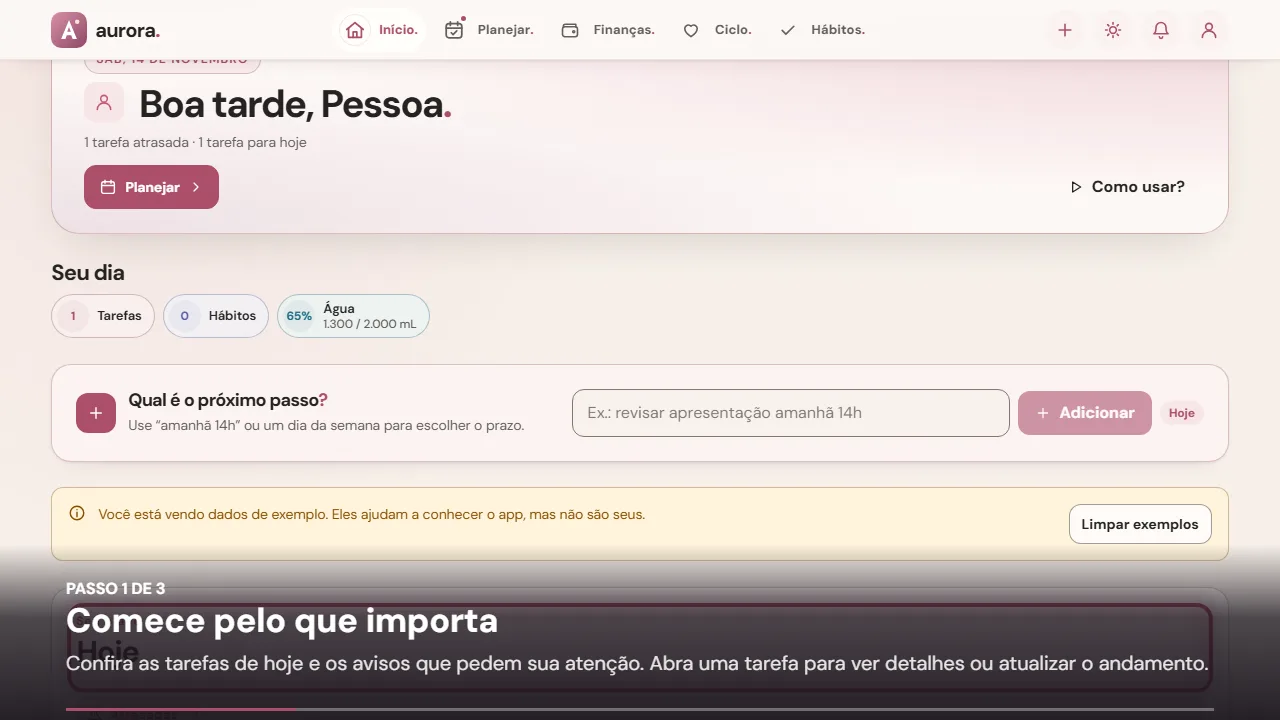 aurora.
Início.
Planejar.
Finanças.
Ciclo.
Hábitos.
SÁB, 14 DE NOVEMBRO
Boa tarde, Pessoa.
1 tarefa atrasada · 1 tarefa para hoje
Planejar
Como usar?
Seu dia
1 Tarefas
0 Hábitos
65% Água
1.300 / 2.000 mL
Qual é o próximo passo?
Use “amanhã 14h” ou um dia da semana para escolher o prazo.
Ex.: revisar apresentação amanhã 14h
Adicionar
Hoje
Você está vendo dados de exemplo. Eles ajudam a conhecer o app, mas não são seus.
Limpar exemplos
PASSO 1 DE 3
Comece pelo que importa
Hoje
Confira as tarefas de hoje e os avisos que pedem sua atenção. Abra uma tarefa para ver detalhes ou atualizar o andamento.